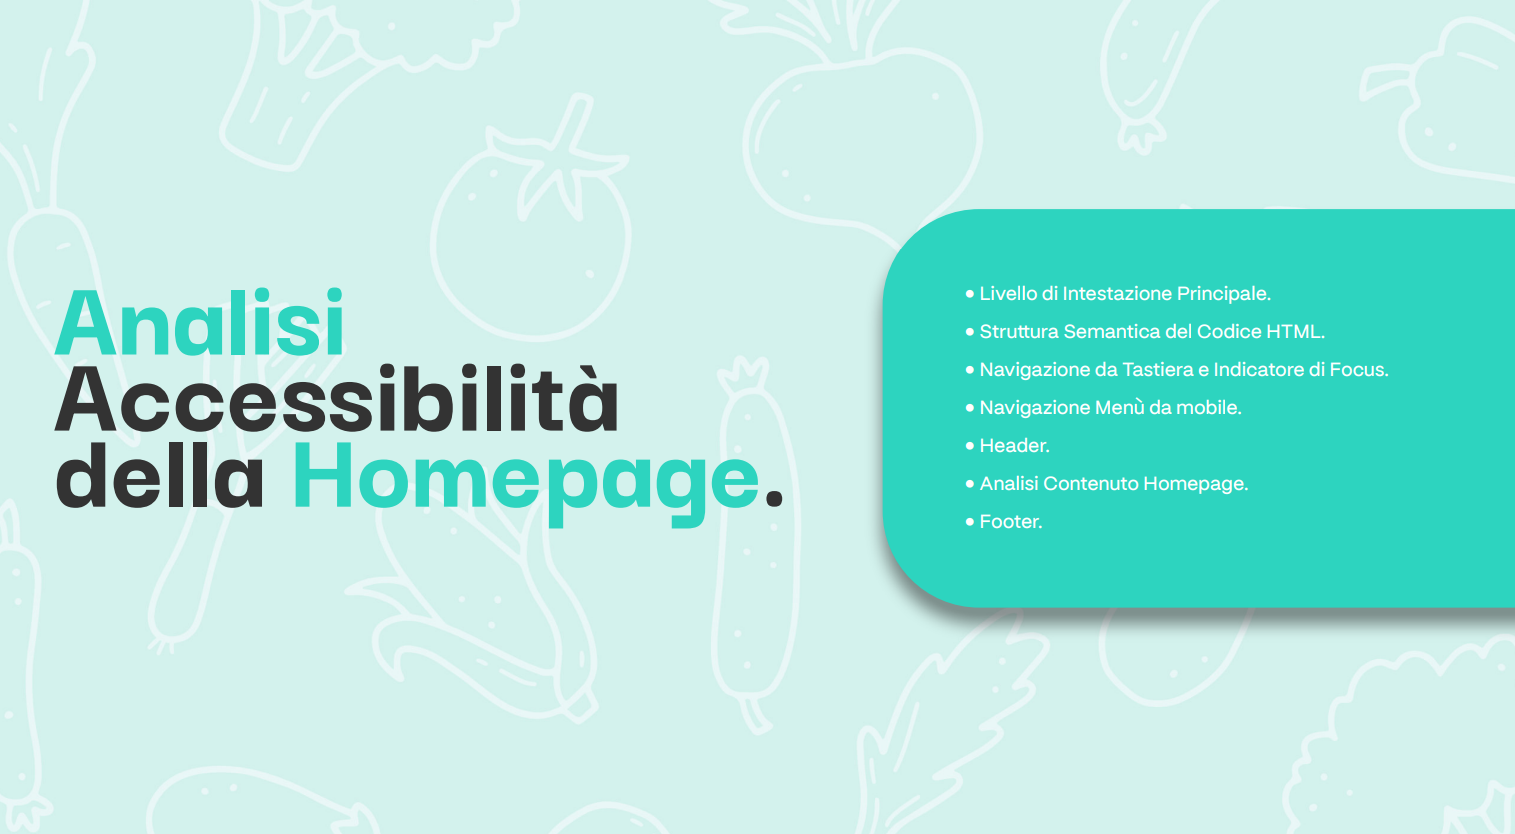 Analisi
Accessibilità
della Homepage.
• Livello di Intestazione Principale.
• Struttura Semantica del Codice HTML.
• Navigazione da Tastiera e Indicatore di Focus.
• Navigazione Menù da mobile.
• Header.
• Analisi Contenuto Homepage.
• Footer.